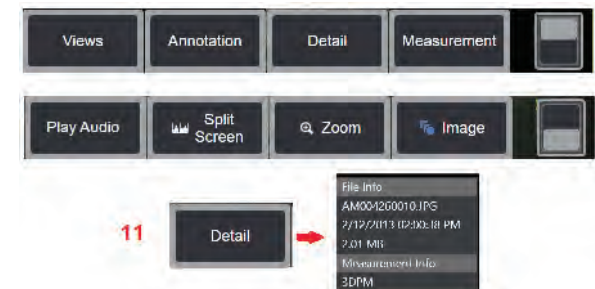 Views Annotation Detail Measurement
Play Audio Split Screen Zoom Image
File Info
AM004260010.JPG
2/12/2013 02:00:18 PM
11 Detail 2.01 MB
Measurement Info
3DPM